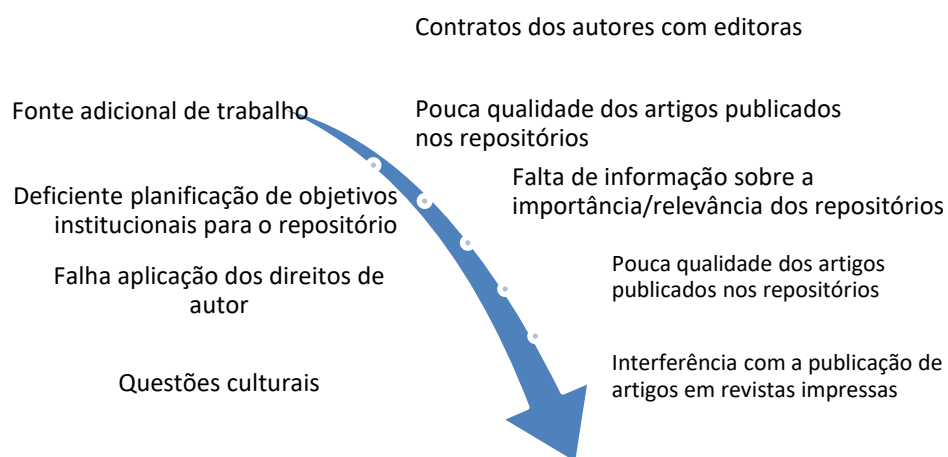 Contratos dos autores com editoras
Fonte adicional de trabalho
Pouca qualidade dos artigos publicados
nos repositórios
Deficiente planificação de objetivos
institucionais para o repositório
Falta de informação sobre a
importância/relevância dos repositórios
Falha aplicação dos direitos de
autor
Pouca qualidade dos artigos
publicados nos repositórios
Questões culturais
Interferência com a publicação de
artigos em revistas impressas